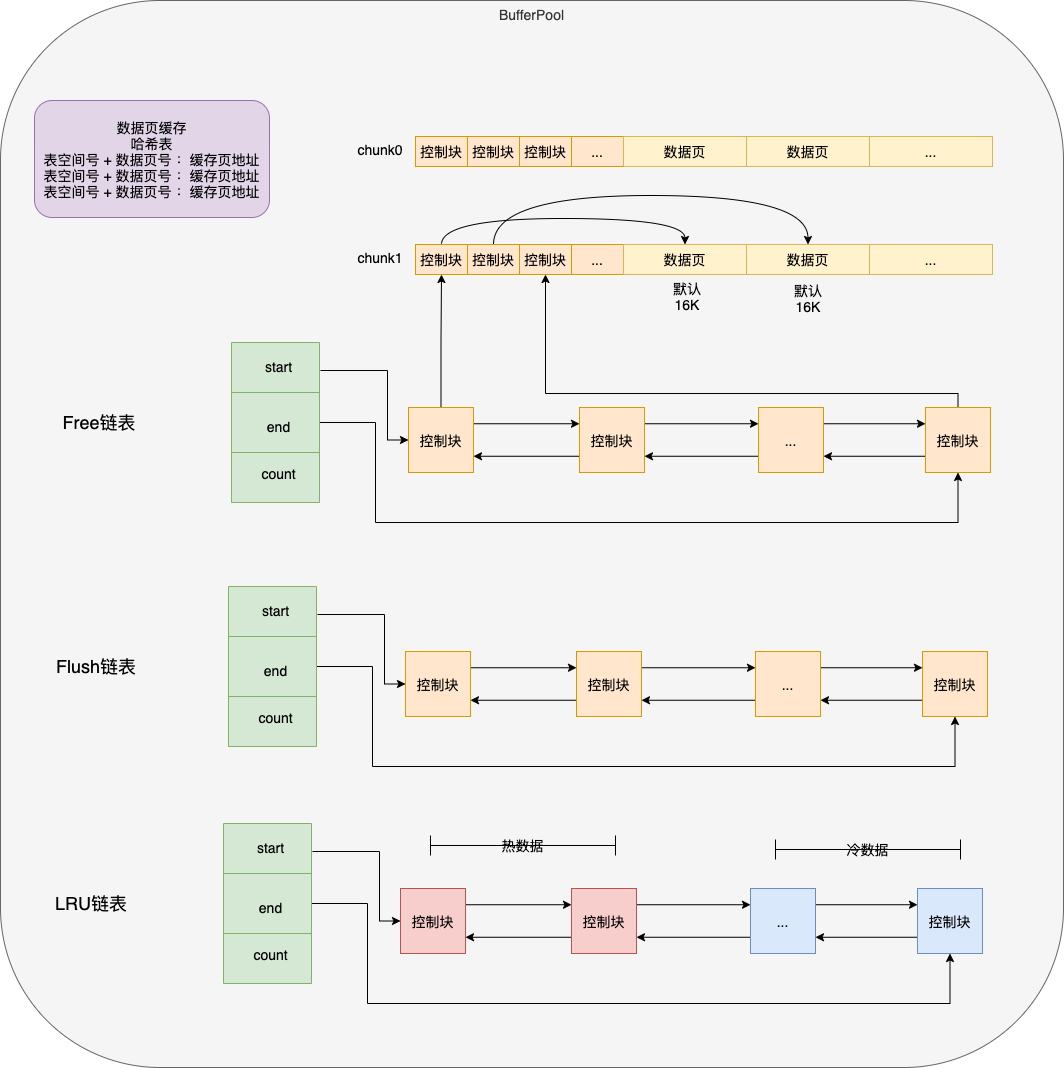 BufferPool
数据页缓存
哈希表
表空间号 + 数据页号： 缓存页地址
表空间号 + 数据页号： 缓存页地址
表空间号 + 数据页号： 缓存页地址
chunk0 控制块 控制块 控制块 ... 数据页 数据页 ...
chunk1 控制块 控制块 控制块 ... 数据页 数据页 ...
默认 默认
16K 16K
Free链表
start
end
count
控制块 控制块 ... 控制块
Flush链表
start
end
count
控制块 控制块 ... 控制块
LRU链表
start
end
count
热数据 冷数据
控制块 控制块 ... 控制块